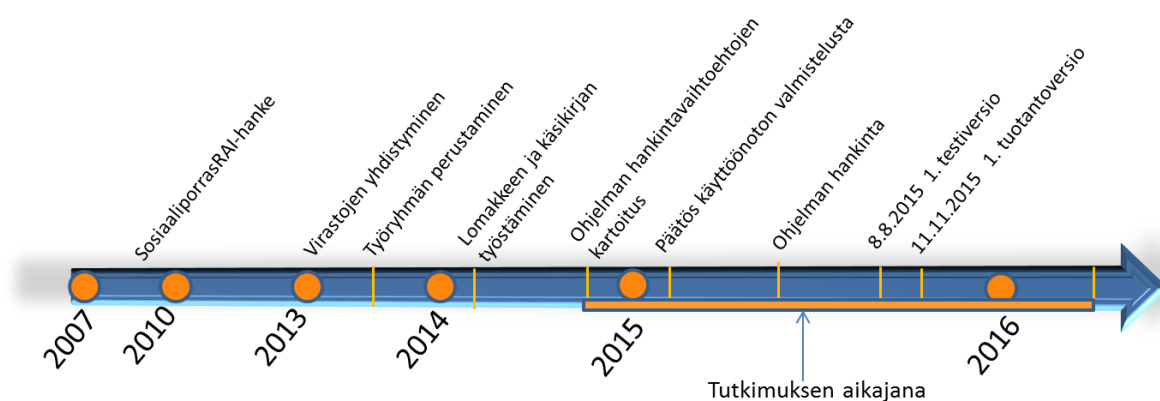 SosiaaliporrasRAI-hanke
Virastojen yhdistyminen
Työryhmän perustaminen
Lomakkeen ja käsikirjan
työstäminen
Ohjelman hankintavaihtoehtojen
kartoitus
Päätös käyttöönoton valmistelusta
Ohjelman hankinta
8.8.2015 1. testiversio
11.11.2015 1. tuotantoversio
2007
2010
2013
2014
2015
2016
Tutkimuksen aikajana